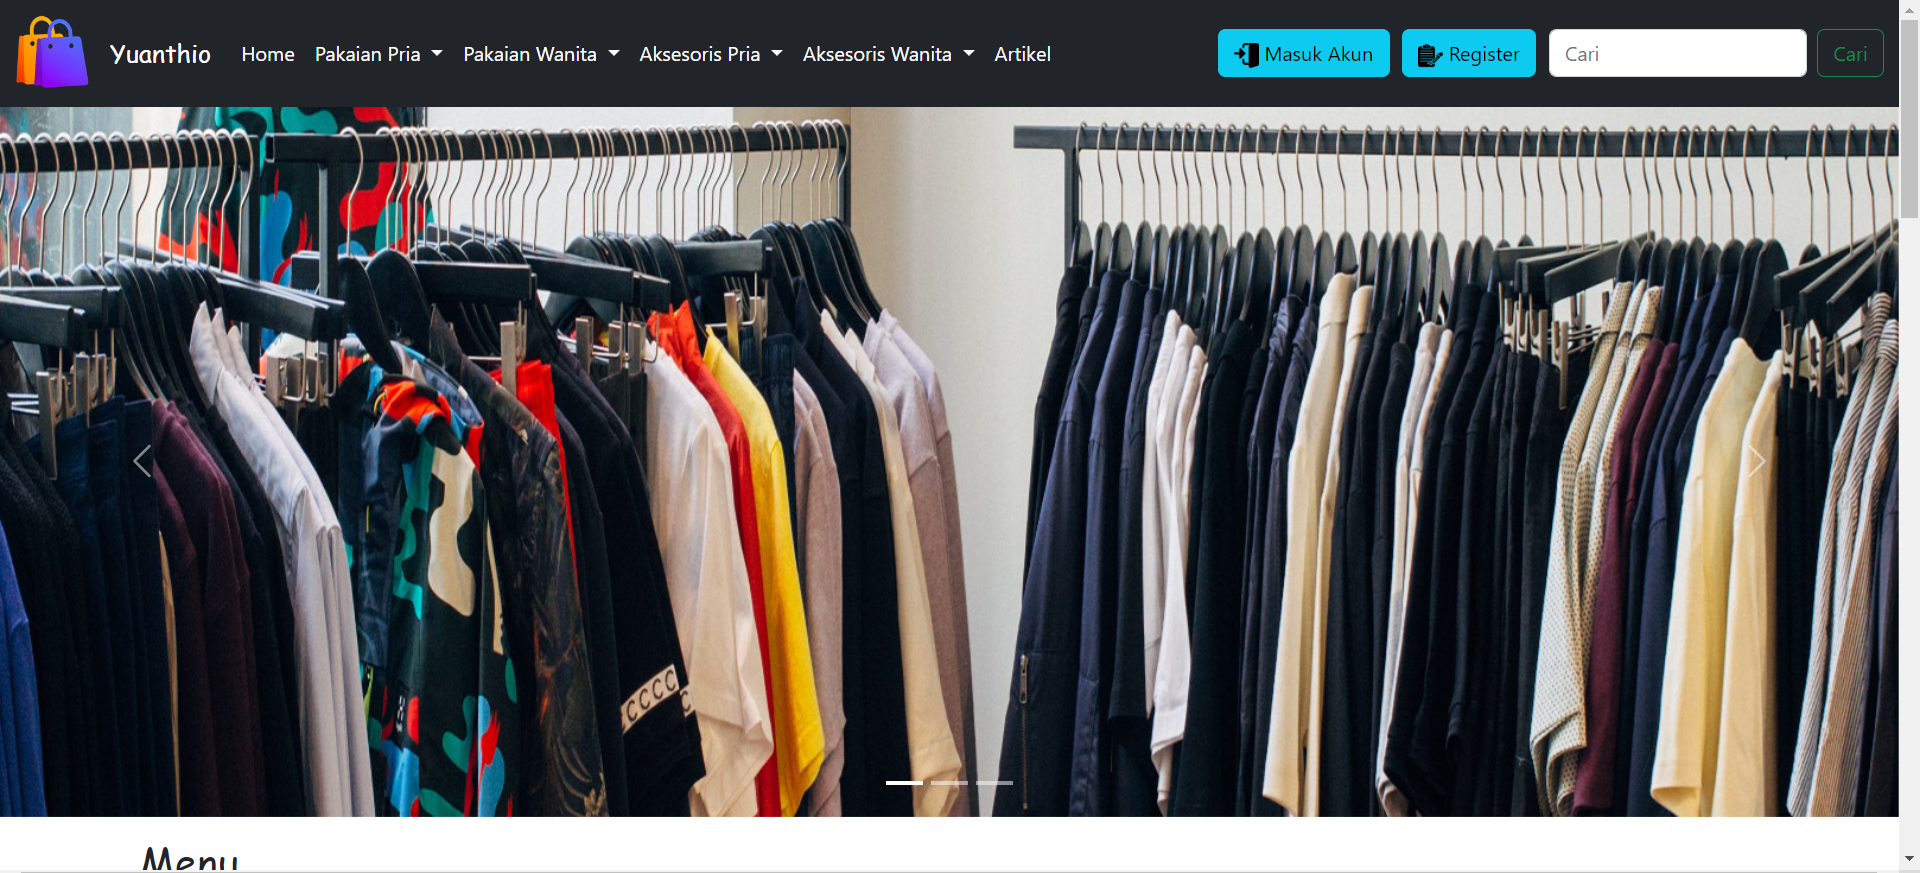 Yuanthio Home Pakaian Pria Pakaian Wanita Aksesoris Pria Aksesoris Wanita Artikel Masuk Akun Register Cari Cari
CCCC
Menu